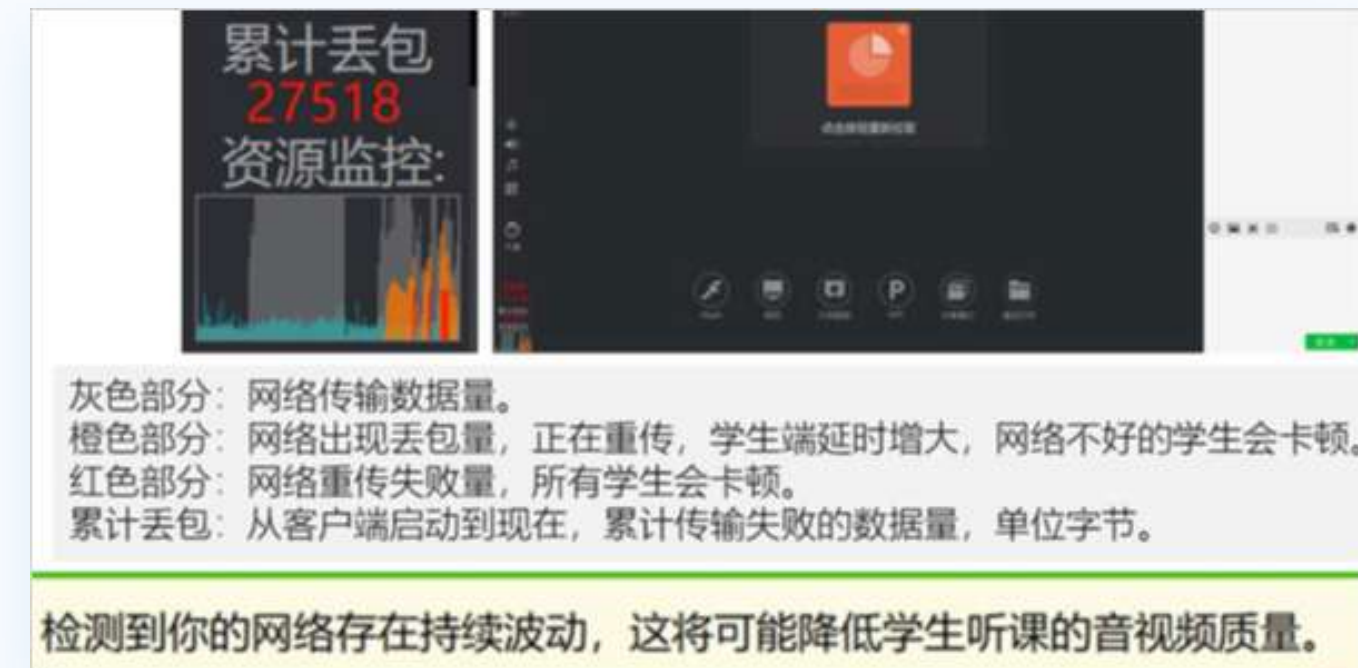 累计丢包
27518
资源监控:
P
灰色部分：网络传输数据量。
橙色部分：网络出现丢包量，正在重传，学生端延时增大，网络不好的学生会卡顿。
红色部分：网络重传失败量，所有学生会卡顿。
累计丢包：从客户端启动到现在，累计传输失败的数据量，单位字节。
检测到你的网络存在持续波动，这将可能降低学生听课的音视频质量。